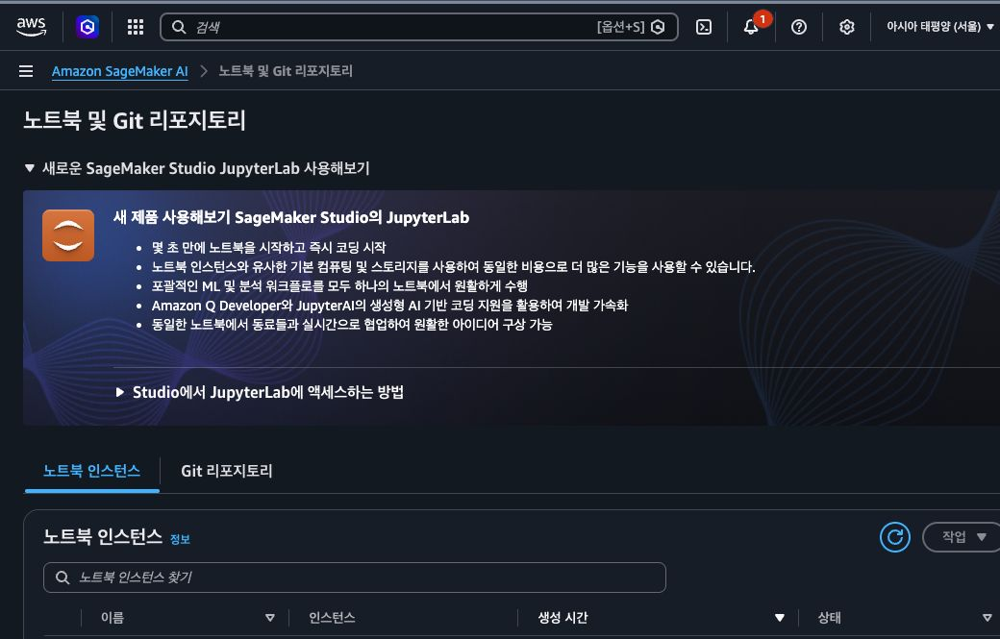 aws
검색 [옵션+S]
1
아시아 태평양 (서울)
Amazon SageMaker AI
노트북 및 Git 리포지토리
노트북 및 Git 리포지토리
새로운 SageMaker Studio JupyterLab 사용해보기
새 제품 사용해보기 SageMaker Studio의 JupyterLab
몇 초 만에 노트북을 시작하고 즉시 코딩 시작
노트북 인스턴스와 유사한 기본 컴퓨팅 및 스토리지를 사용하여 동일한 비용으로 더 많은 기능을 사용할 수 있습니다.
포괄적인 ML 및 분석 워크플로를 모두 하나의 노트북에서 원활하게 수행
Amazon Q Developer와 JupyterAI의 생성형 AI 기반 코딩 지원을 활용하여 개발 가속화
동일한 노트북에서 동료들과 실시간으로 협업하여 원활한 아이디어 구상 가능
Studio에서 JupyterLab에 액세스하는 방법
노트북 인스턴스
Git 리포지토리
노트북 인스턴스 정보
작업
노트북 인스턴스 찾기
이름
인스턴스
생성 시간
상태